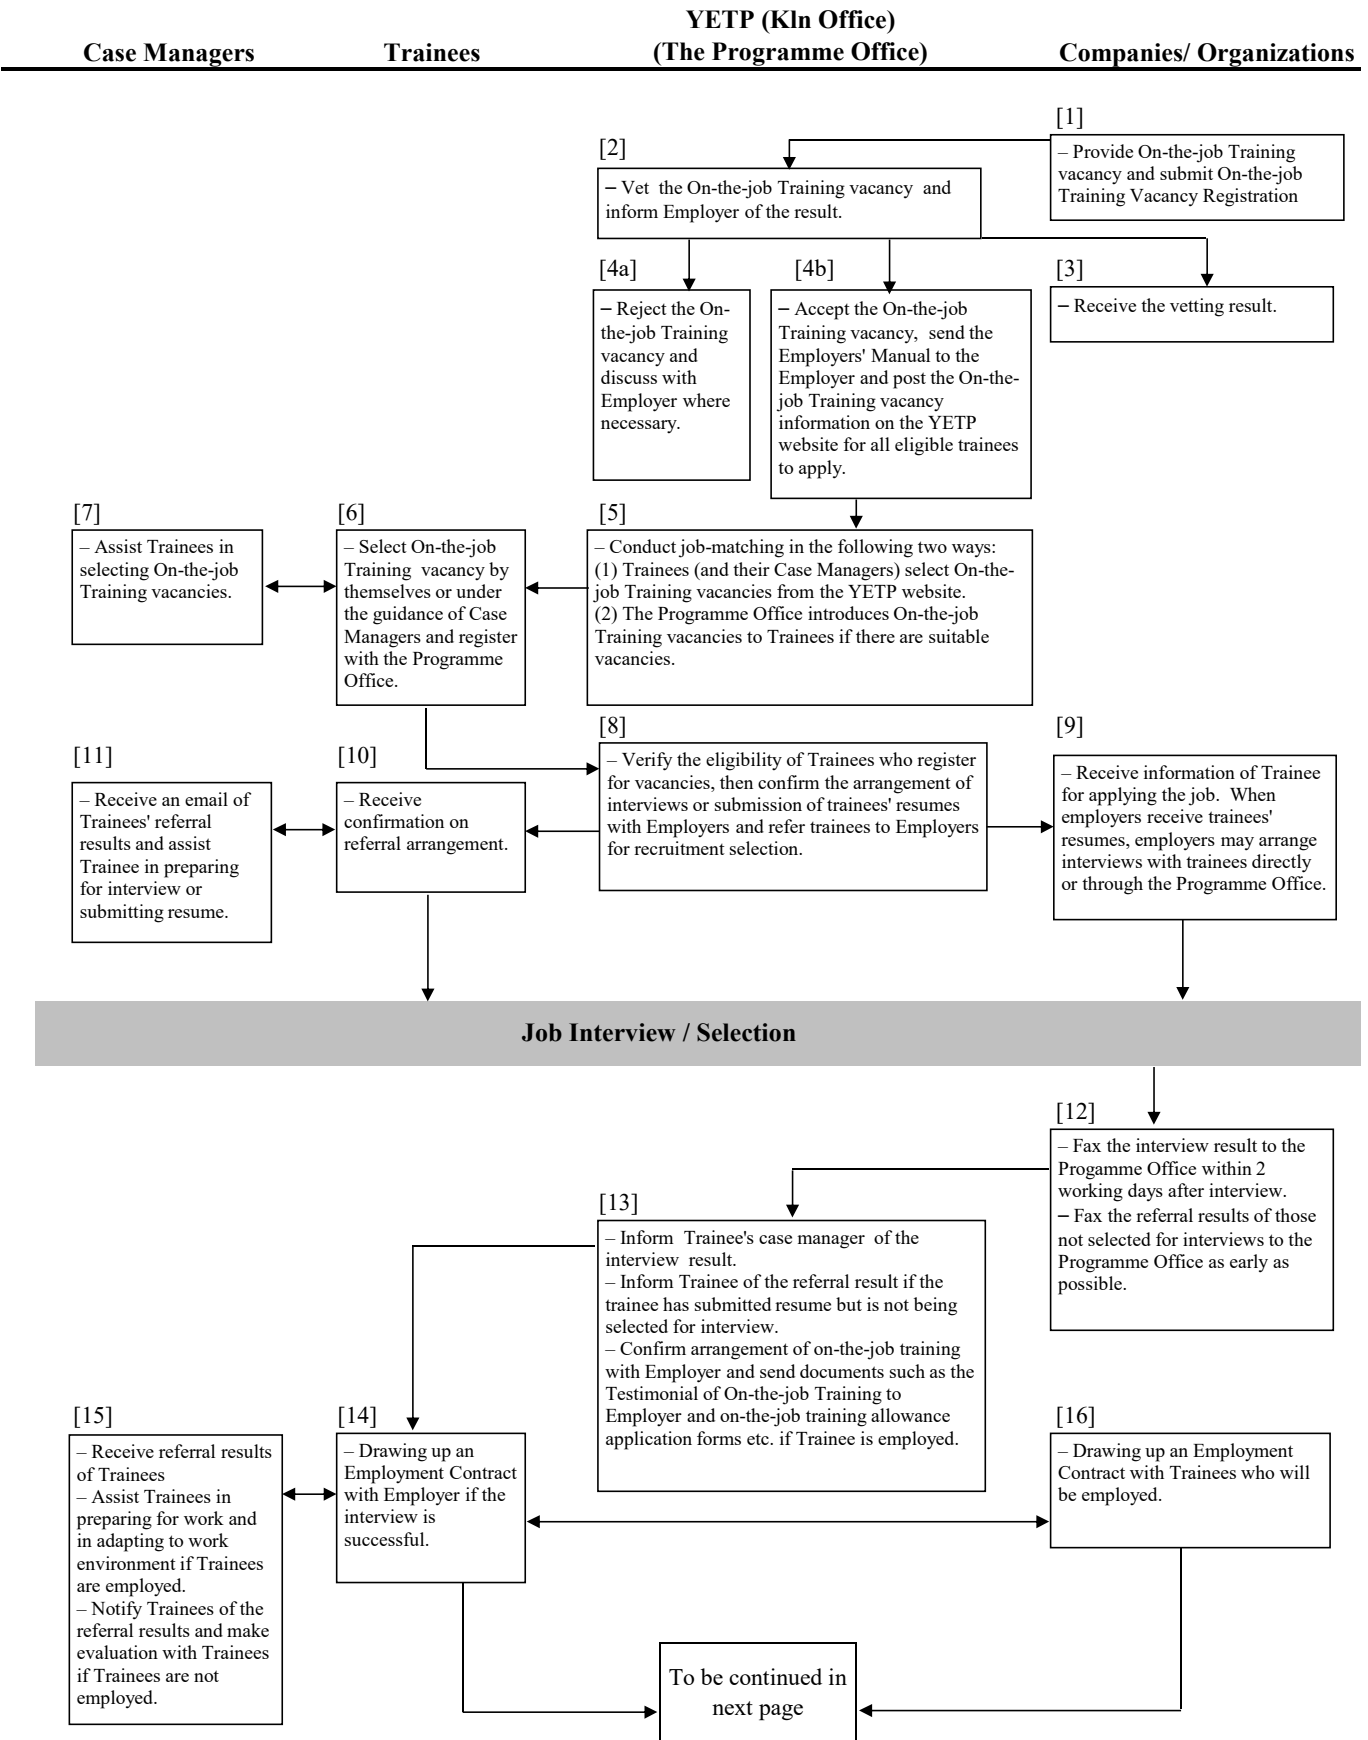 YETP (Kln Office)
Case Managers
Trainees
(The Programme Office)
Companies/ Organizations
[1]
– Provide On-the-job Training
vacancy and submit On-the-job
Training Vacancy Registration
[2]
– Vet the On-the-job Training vacancy and
inform Employer of the result.
[4a]
– Reject the On-
the-job Training
vacancy and
discuss with
Employer where
necessary.
[4b]
– Accept the On-the-job
Training vacancy, send the
Employers' Manual to the
Employer and post the On-the-
job Training vacancy
information on the YETP
website for all eligible trainees
to apply.
[3]
– Receive the vetting result.
[7]
– Assist Trainees in
selecting On-the-job
Training vacancies.
[6]
– Select On-the-job
Training vacancy by
themselves or under
the guidance of Case
Managers and register
with the Programme
Office.
[5]
– Conduct job-matching in the following two ways:
(1) Trainees (and their Case Managers) select On-the-
job Training vacancies from the YETP website.
(2) The Programme Office introduces On-the-job
Training vacancies to Trainees if there are suitable
vacancies.
[11]
– Receive an email of
Trainees' referral
results and assist
Trainee in preparing
for interview or
submitting resume.
[10]
– Receive
confirmation on
referral arrangement.
[8]
– Verify the eligibility of Trainees who register
for vacancies, then confirm the arrangement of
interviews or submission of trainees' resumes
with Employers and refer trainees to Employers
for recruitment selection.
[9]
– Receive information of Trainee
for applying the job. When
employers receive trainees'
resumes, employers may arrange
interviews with trainees directly
or through the Programme Office.
Job Interview / Selection
[12]
– Fax the interview result to the
Progamme Office within 2
working days after interview.
– Fax the referral results of those
not selected for interviews to the
Programme Office as early as
possible.
[13]
– Inform Trainee's case manager of the
interview result.
– Inform Trainee of the referral result if the
trainee has submitted resume but is not being
selected for interview.
– Confirm arrangement of on-the-job training
with Employer and send documents such as the
Testimonial of On-the-job Training to
Employer and on-the-job training allowance
application forms etc. if Trainee is employed.
[15]
– Receive referral results
of Trainees
– Assist Trainees in
preparing for work and
in adapting to work
environment if Trainees
are employed.
– Notify Trainees of the
referral results and make
evaluation with Trainees
if Trainees are not
employed.
[14]
– Drawing up an
Employment Contract
with Employer if the
interview is
successful.
[16]
– Drawing up an Employment
Contract with Trainees who will
be employed.
To be continued in
next page